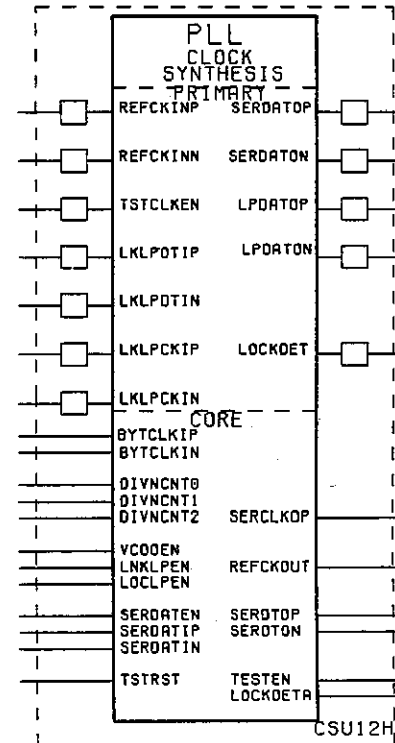 PLL
CLOCK
SYNTHESIS
PRIMARY
REFCKINP SERDATOP
REFCKINN SERDATON
TSTCLKEN LPDATOP
LKLPDTIP LPDATON
LKLPDTIN
LKLPCKIP LOCKDET
LKLPCKIN
CORE
BYTCLKIP
BYTCLKIN
DIVNCNT0
DIVNCNT1
DIVNCNT2 SERCLKOP
VCOOEN
LNKLPEN REFCKOUT
LOCLPEN
SERDATEN SERDTOP
SERDATIP SERDTON
SERDATIN
TSTRST TESTEN
LOCKDETA
CSU12H